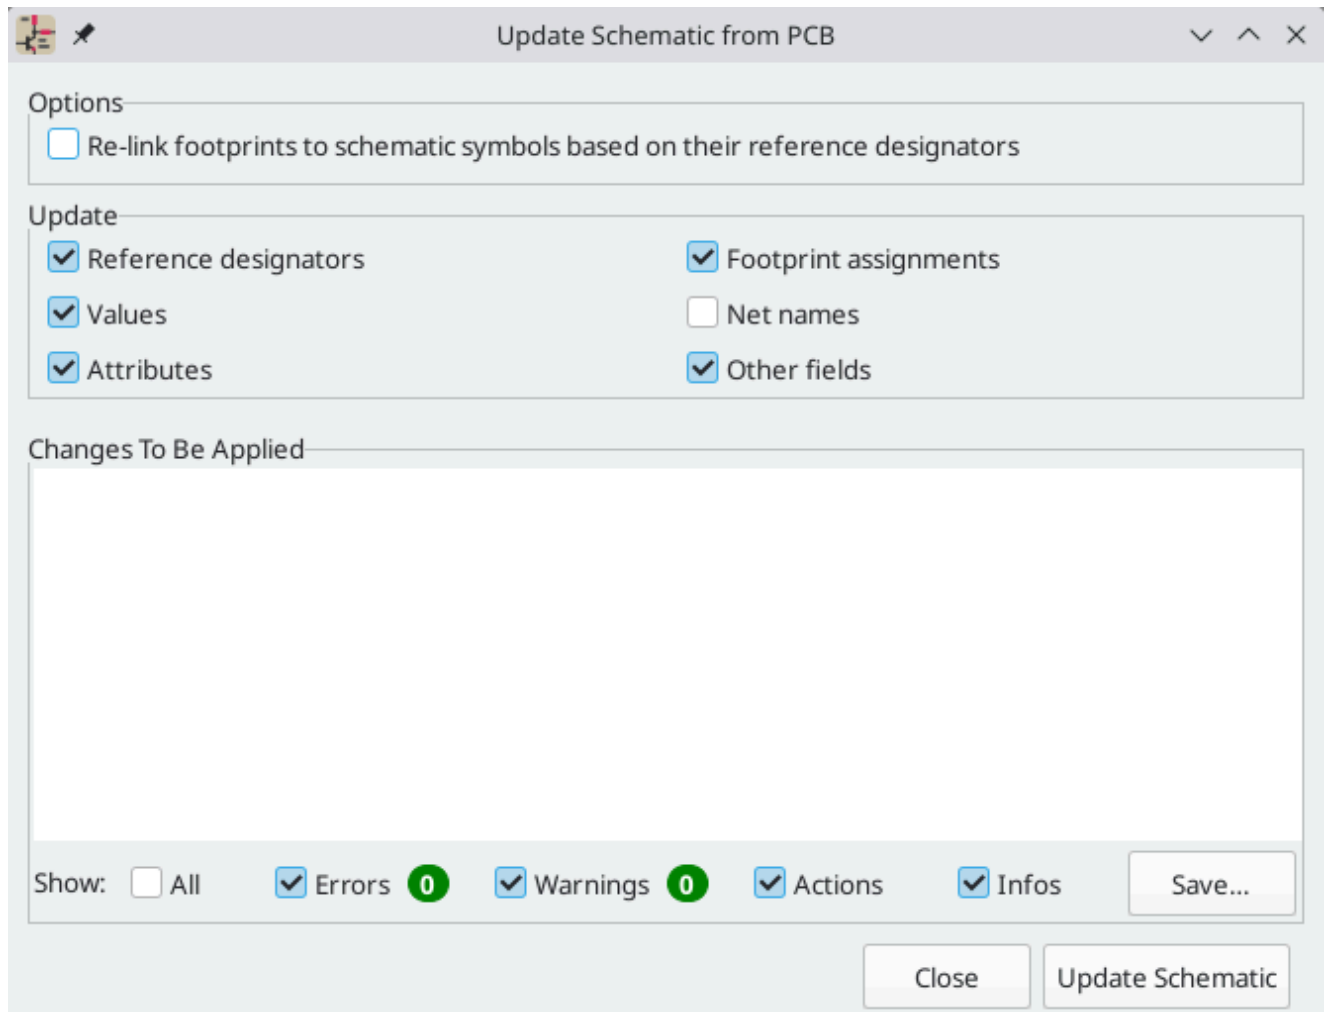 Update Schematic from PCB
Options
Re-link footprints to schematic symbols based on their reference designators
Update
Reference designators Footprint assignments
Values Net names
Attributes Other fields
Changes To Be Applied
Show: All Errors 0 Warnings 0 Actions Infos Save...
Close Update Schematic